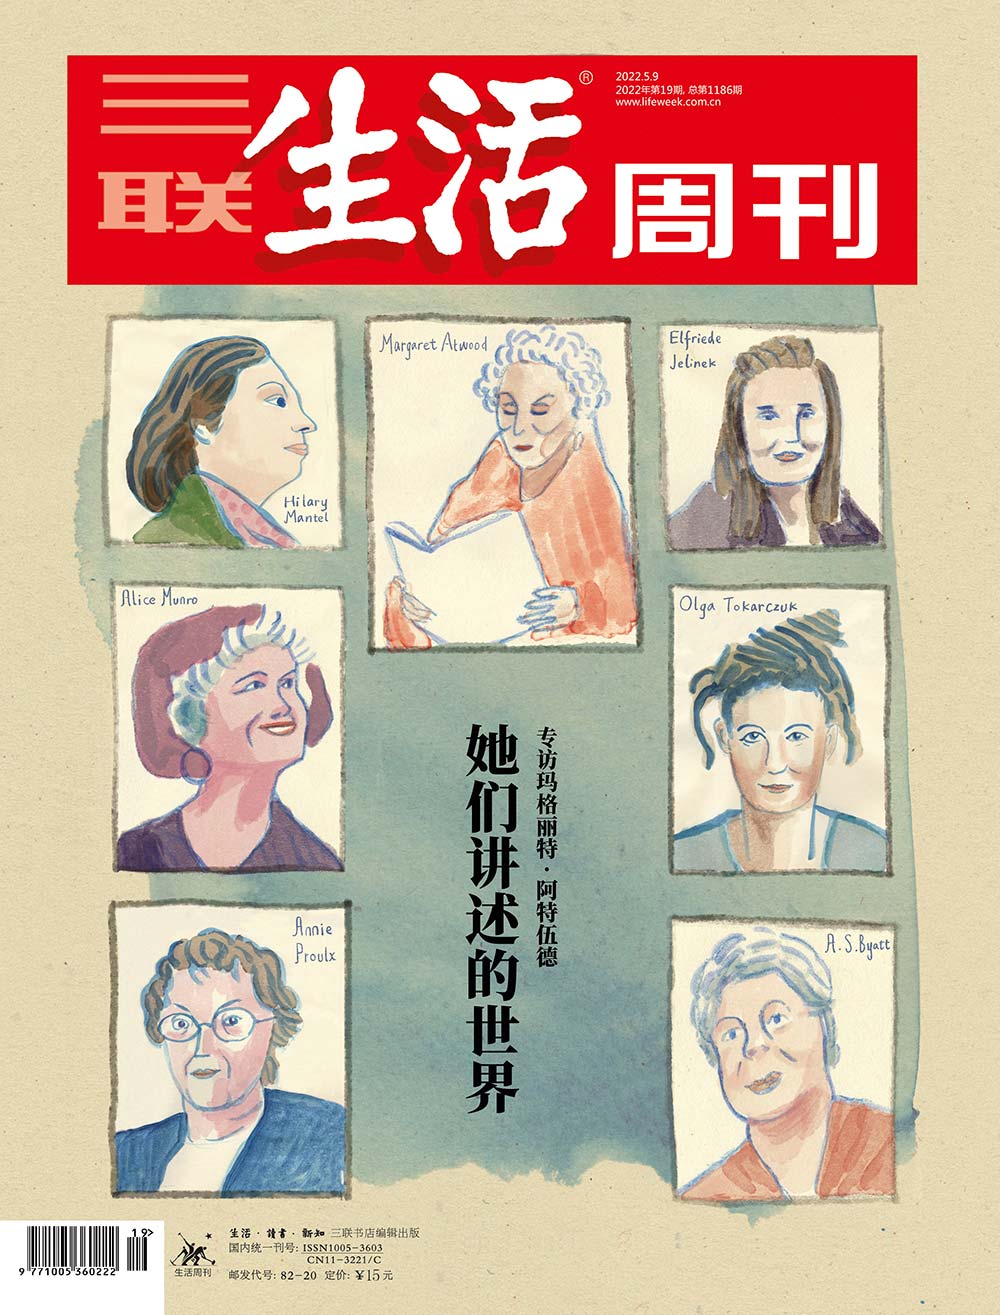 三联生活周刊
®
2022.5.9
2022年第19期, 总第1186期
www.lifeweek.com.cn
Hilary
Mantel
Margaret Atwood
Elfriede
Jelinek
Alice Munro
Olga Tokarczuk
专访玛格丽特·阿特伍德
她们讲述的世界
Annie
Proulx
A.S.Byatt
19>
9 771005 360222
生活周刊
生活·讀書·新知 三联书店编辑出版
国内统一刊号: ISSN1005-3603
CN11-3221/C
邮发代号: 82-20 定价: ¥15元